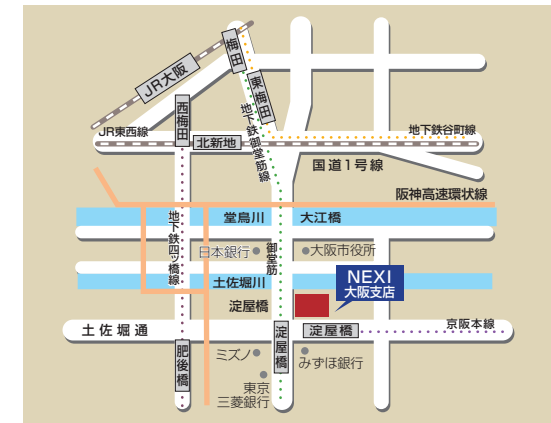 梅田
JR大阪
東梅田
西梅田
地下鉄御堂筋線
JR東西線
北新地
地下鉄谷町線
国道1号線
阪神高速環状線
堂島川
大江橋
地下鉄四ツ橋線
日本銀行
御堂筋
大阪市役所
土佐堀川
NEXI
大阪支店
淀屋橋
土佐堀通
淀屋橋
淀屋橋
京阪本線
肥後橋
ミズノ
みずほ銀行
東京
三菱銀行